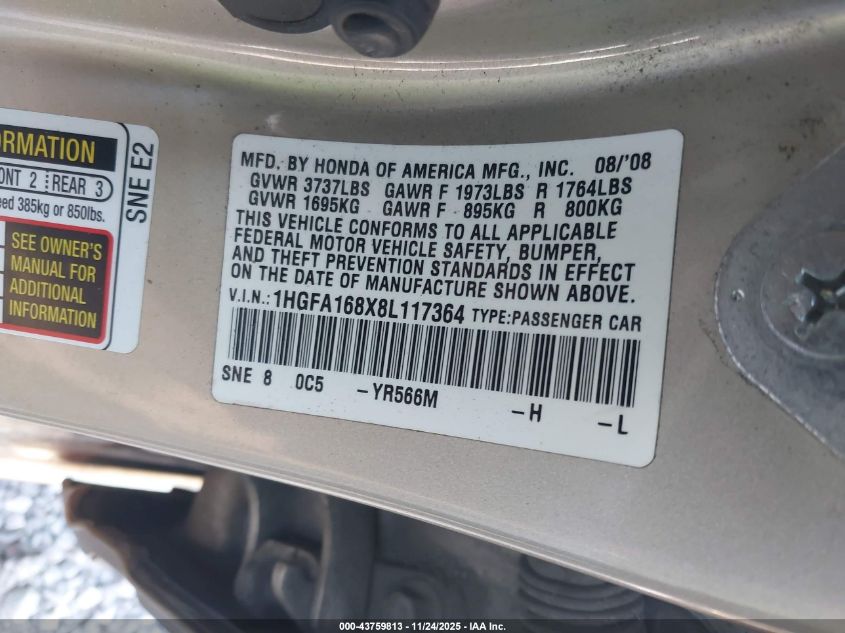 ORMATION
ONT 2 REAR 3
eed 385kg or 850lbs.
SEE OWNER'S
MANUAL FOR
ADDITIONAL
INFORMATION
SNE E2
MFD. BY HONDA OF AMERICA MFG., INC. 08/'08
GVWR 3737LBS GAWR F 1973LBS R 1764LBS
GVWR 1695KG GAWR F 895KG R 800KG
THIS VEHICLE CONFORMS TO ALL APPLICABLE
FEDERAL MOTOR VEHICLE SAFETY, BUMPER,
AND THEFT PREVENTION STANDARDS IN EFFECT
ON THE DATE OF MANUFACTURE SHOWN ABOVE.
V.I.N.: 1HGFA168X8L117364 TYPE:PASSENGER CAR
SNE 8 0C5 -YR566M -H -L
000-43759813 - 11/24/2025 - IAA Inc.